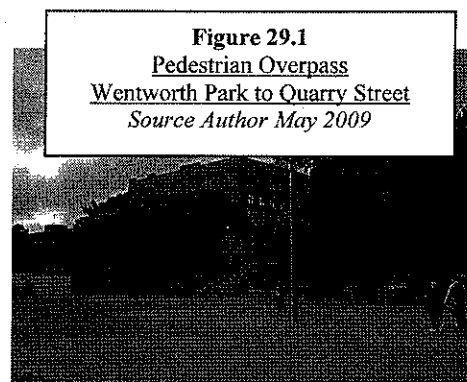 Figure 29.1
Pedestrian Overpass
Wentworth Park to Quarry Street
Source Author May 2009